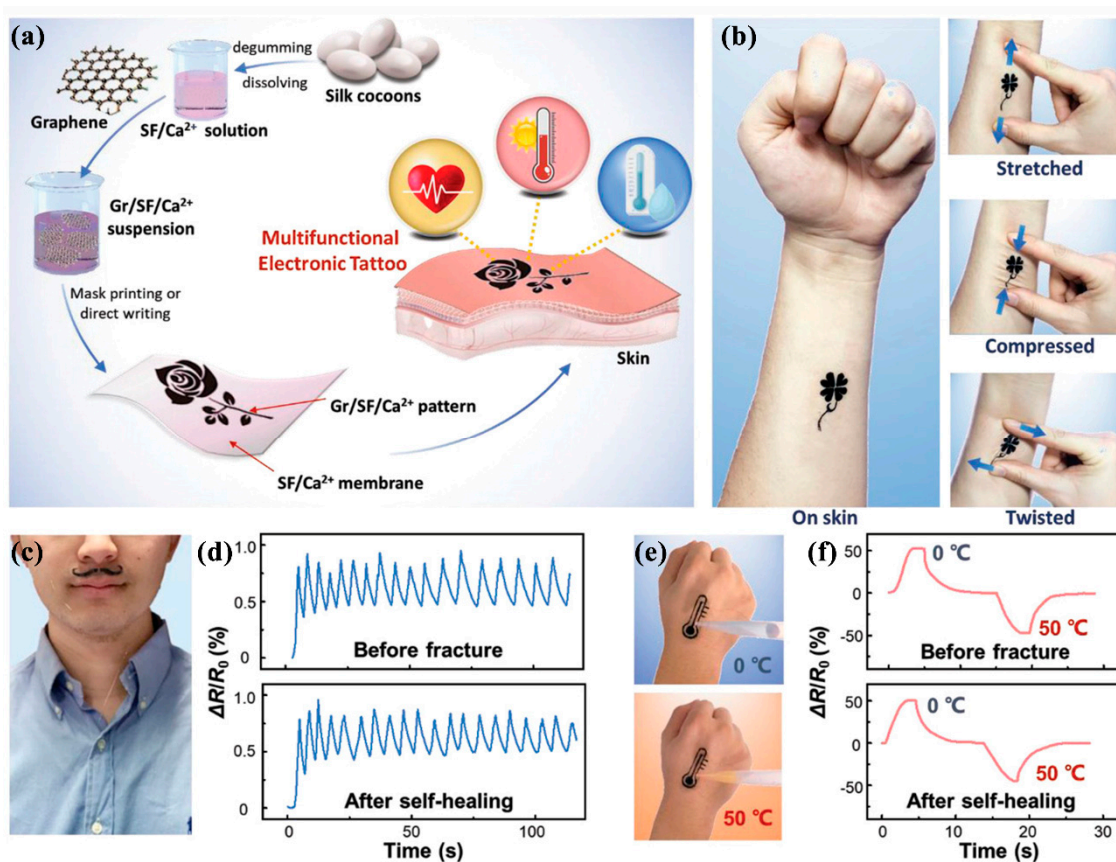 (a)
degumming
dissolving
Silk cocoons
Graphene
SF/Ca²⁺ solution
Gr/SF/Ca²⁺
suspension
Multifunctional
Electronic Tattoo
Mask printing or
direct writing
Skin
Gr/SF/Ca²⁺ pattern
SF/Ca²⁺ membrane
(b)
Stretched
Compressed
On skin
Twisted
(c)
(d)
ΔR/R₀ (%)
1.0
0.5
0
Before fracture
1.0
0.5
0
After self-healing
0
50
100
Time (s)
(e)
0 ℃
50 ℃
(f)
ΔR/R₀ (%)
50
0
-50
0 ℃
50 ℃
Before fracture
50
0
-50
0 ℃
50 ℃
After self-healing
0
10
20
30
Time (s)